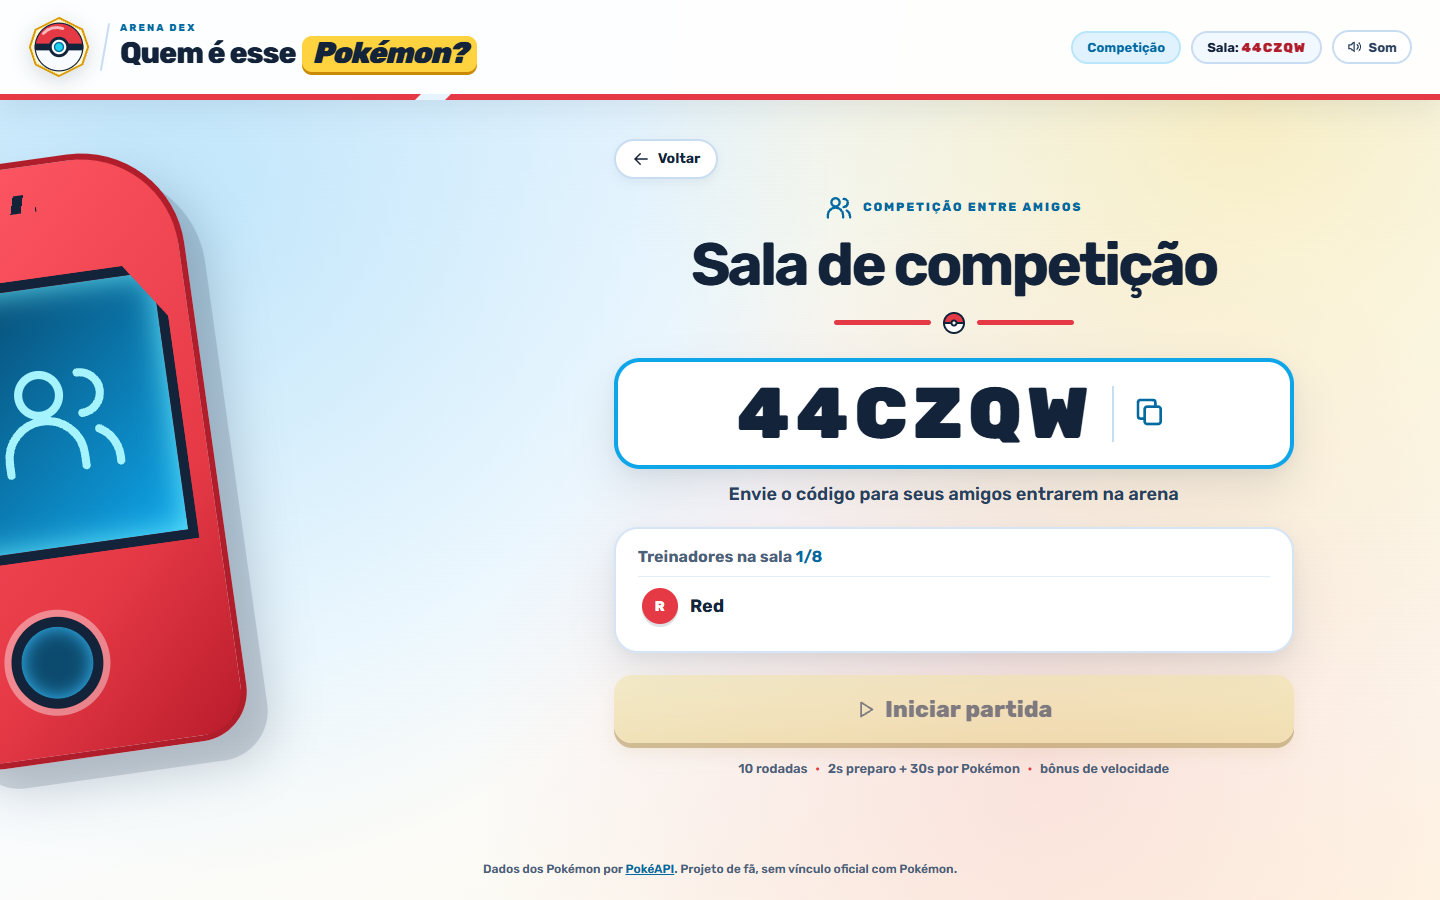 ARENA DEX
Quem é esse Pokémon?
Competição
Sala: 44CZQW
Som
Voltar
COMPETIÇÃO ENTRE AMIGOS
Sala de competição
44CZQW
Envie o código para seus amigos entrarem na arena
Treinadores na sala 1/8
R Red
Iniciar partida
10 rodadas • 2s preparo + 30s por Pokémon • bônus de velocidade
Dados dos Pokémon por PokéAPI. Projeto de fã, sem vínculo oficial com Pokémon.